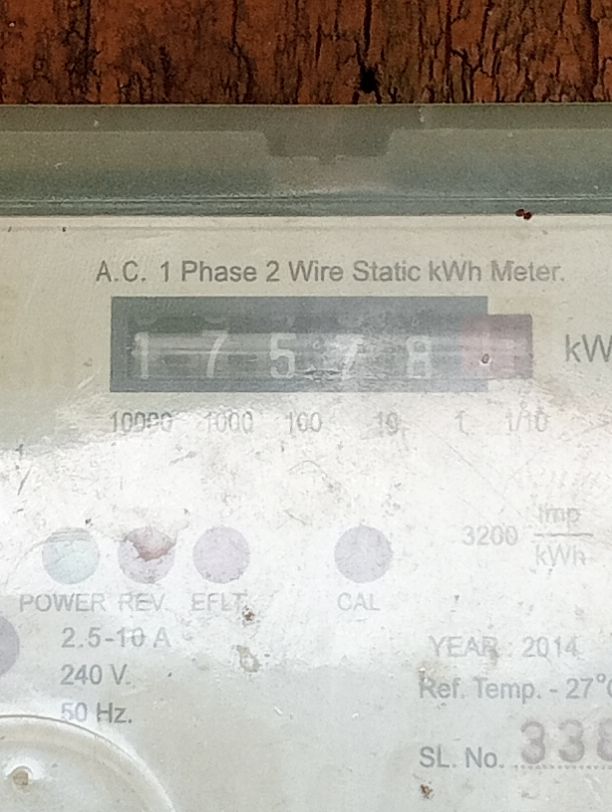 A.C. 1 Phase 2 Wire Static kWh Meter.
1 7 5 7 8
kW
10000 1000 100 10 1 1/10
3200 Imp
kWh
POWER REV. EFLT CAL
2.5-10 A
240 V.
50 Hz.
YEAR : 2014
Ref. Temp. - 27°C
SL. No. 338